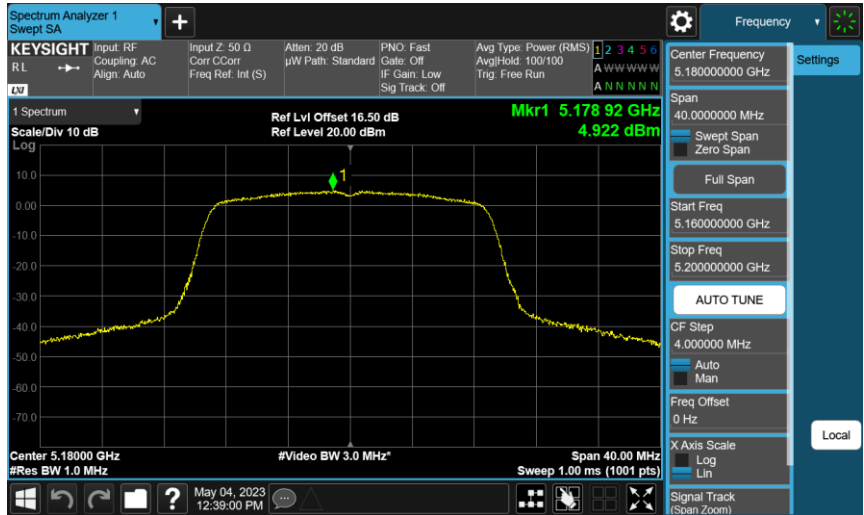 Spectrum Analyzer 1
Swept SA
Frequency
KEYSIGHT
R L
LXI
Input: RF
Coupling: AC
Align: Auto
Input Z: 50 Ω
Corr CCorr
Freq Ref: Int (S)
Atten: 20 dB
µW Path: Standard
PNO: Fast
Gate: Off
IF Gain: Low
Sig Track: Off
Avg Type: Power (RMS)
Avg|Hold: 100/100
Trig: Free Run
1 2 3 4 5 6
A W W W W W
A N N N N N
1 Spectrum
Scale/Div 10 dB
Log
Ref Lvl Offset 16.50 dB
Ref Level 20.00 dBm
Mkr1 5.178 92 GHz
4.922 dBm
1
10.0
0.00
-10.0
-20.0
-30.0
-40.0
-50.0
-60.0
-70.0
Center 5.18000 GHz
#Res BW 1.0 MHz
#Video BW 3.0 MHz*
Span 40.00 MHz
Sweep 1.00 ms (1001 pts)
Center Frequency
5.180000000 GHz
Span
40.0000000 MHz
Swept Span
Zero Span
Full Span
Start Freq
5.160000000 GHz
Stop Freq
5.200000000 GHz
AUTO TUNE
CF Step
4.000000 MHz
Auto
Man
Freq Offset
0 Hz
X Axis Scale
Log
Lin
Signal Track
(Span Zoom)
Settings
Local
?
May 04, 2023
12:39:00 PM